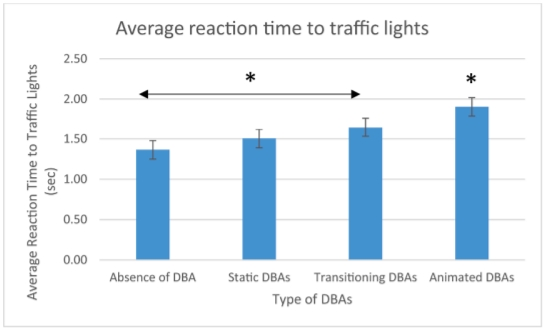 Average reaction time to traffic lights
2.50
2.00
1.50
1.00
0.50
0.00
Average Reaction Time to Traffic Lights
(sec)
*
*
Absence of DBA
Static DBAs
Transitioning DBAs
Animated DBAs
Type of DBAs